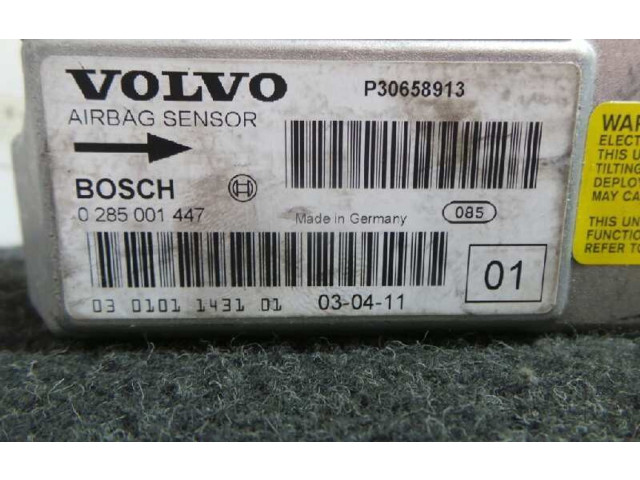 VOLVO
P30658913
AIRBAG SENSOR
BOSCH
0 285 001 447
Made in Germany
085
03 0101 1431 01
03-04-11
01
WAR
ELECT
THIS U
TILTING
DEPLOY
MAY CA
THIS UN
FUNCTIO
REFER TO